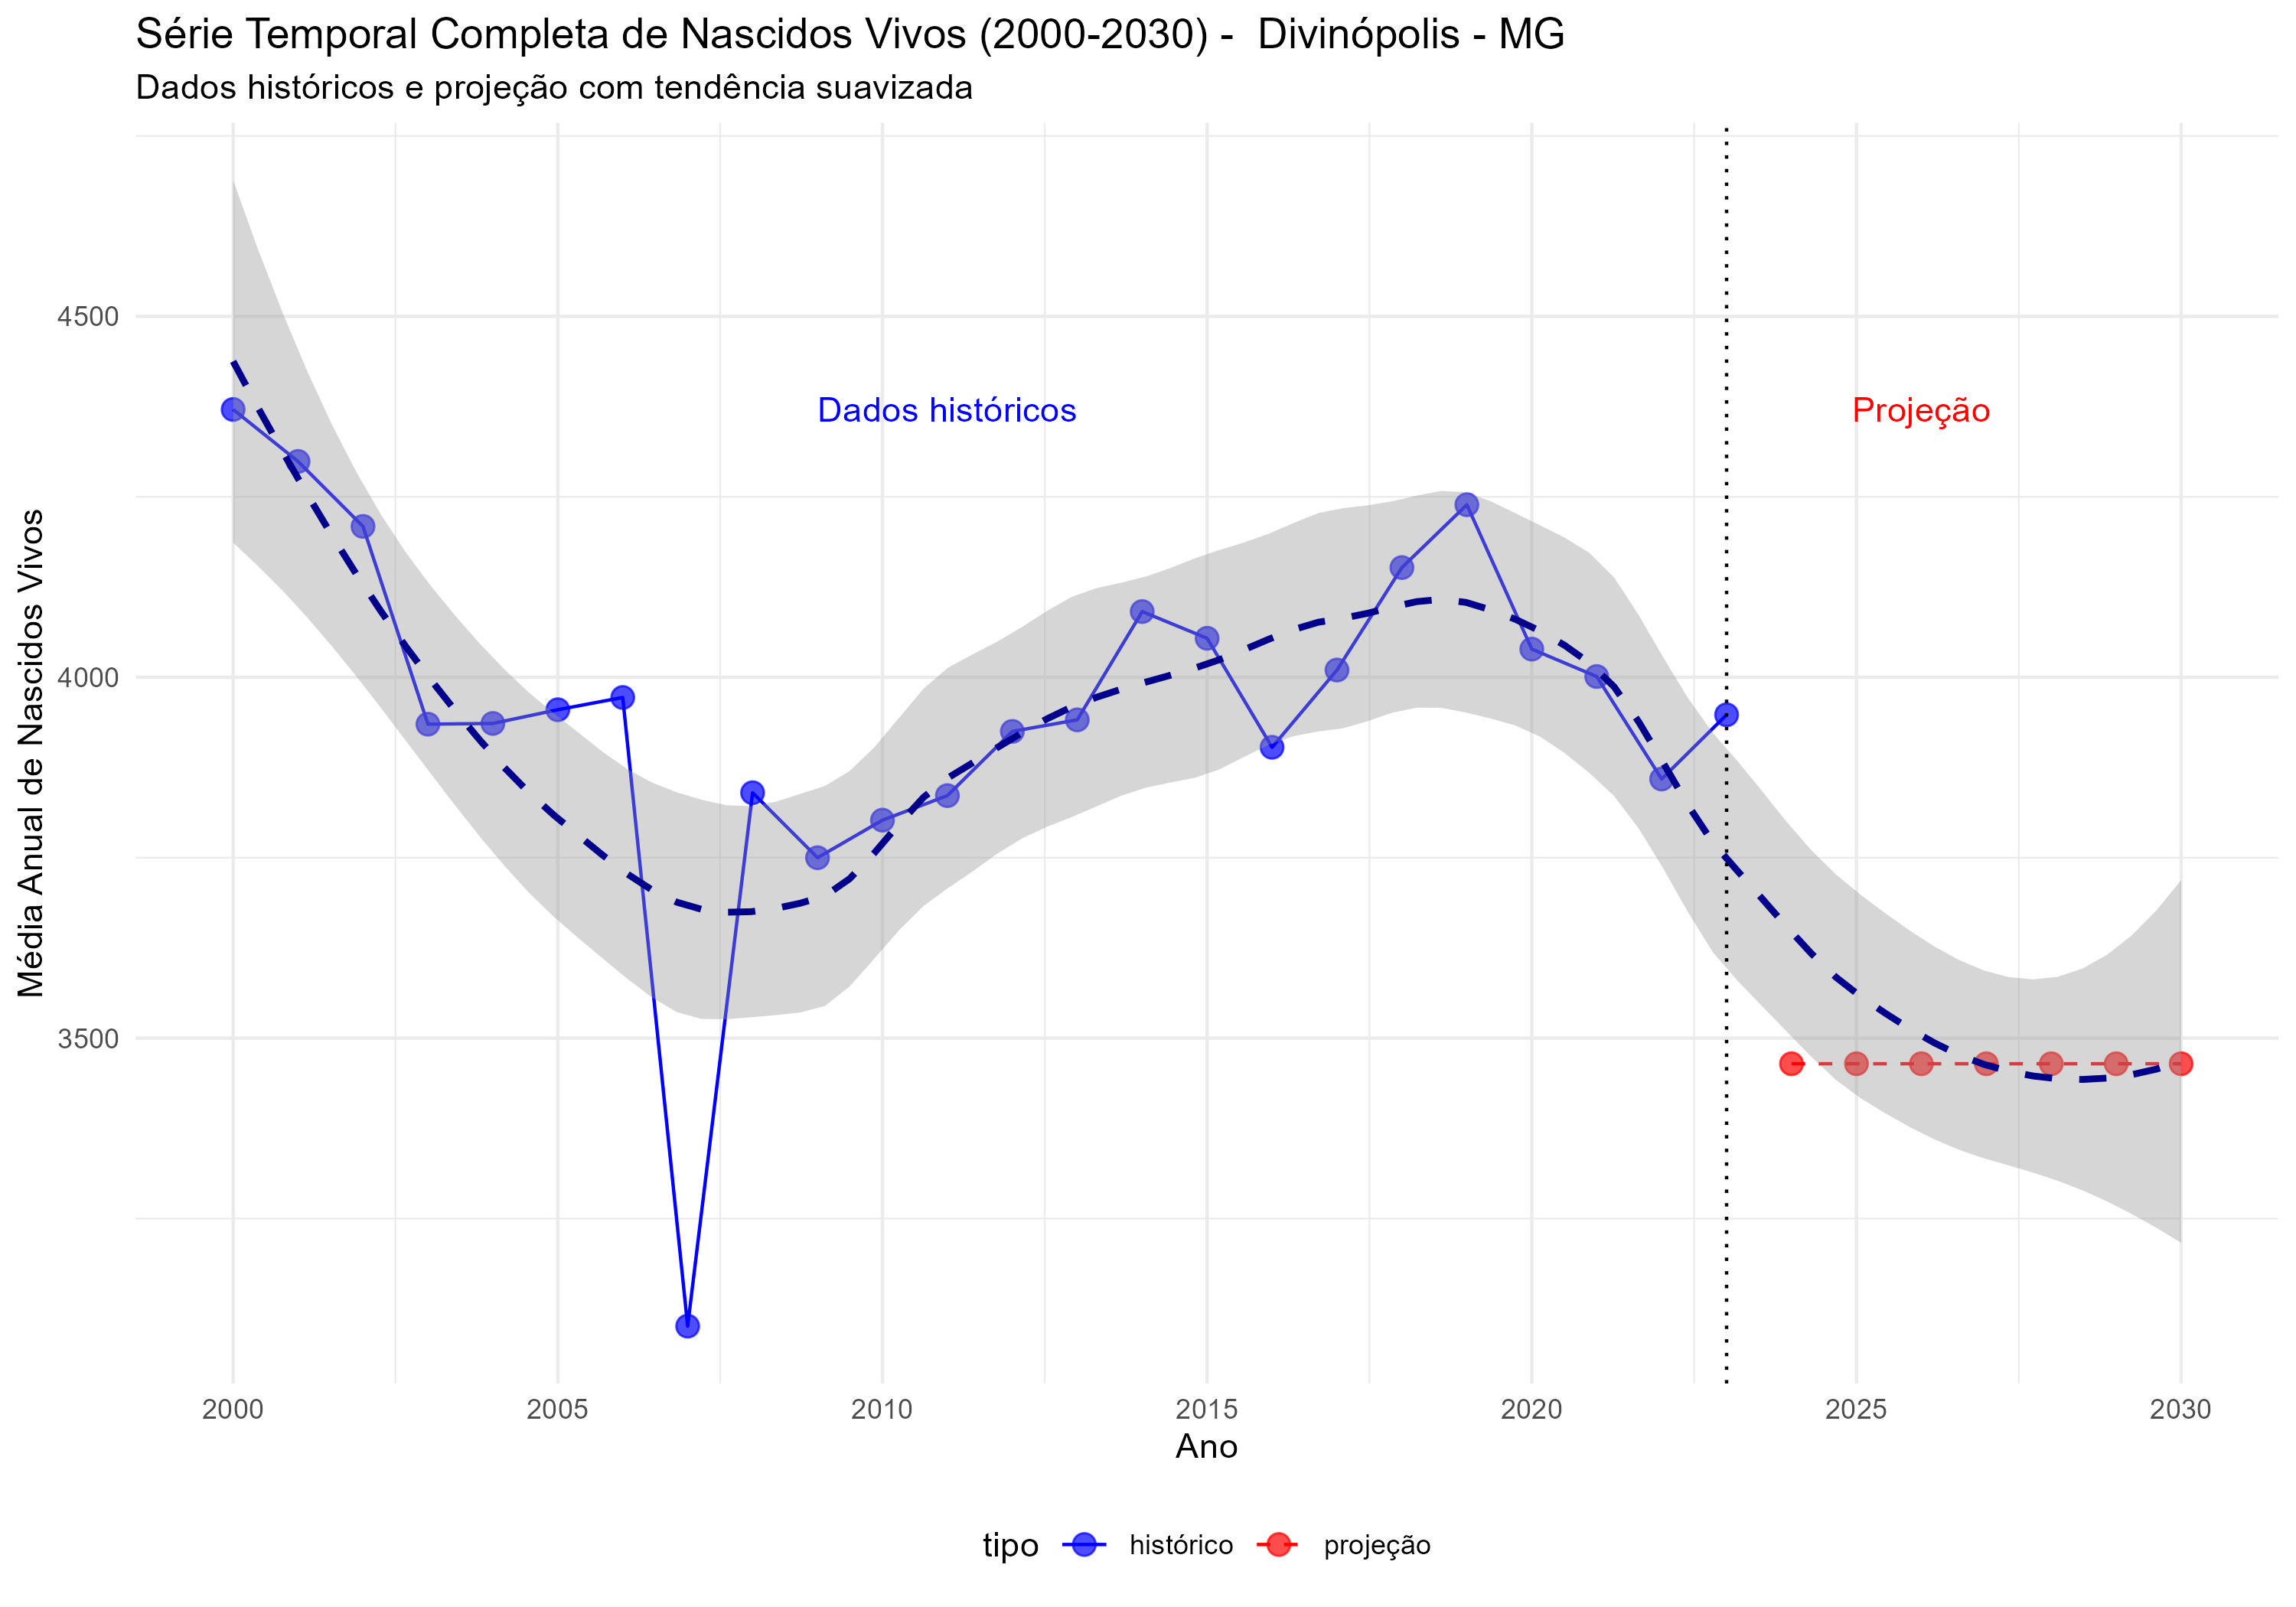 Série Temporal Completa de Nascidos Vivos (2000-2030) -  Divinópolis - MG
Dados históricos e projeção com tendência suavizada
Média Anual de Nascidos Vivos
4500
4000
3500
Dados históricos
Projeção
2000 2005 2010 2015 2020 2025 2030
Ano
tipo histórico projeção